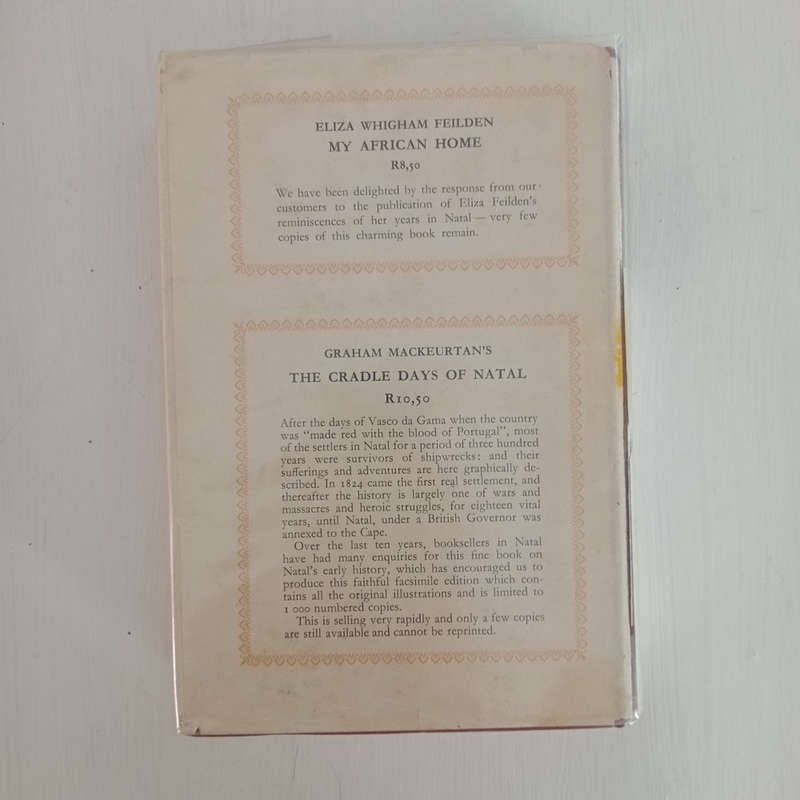 ELIZA WHIGHAM FEILDEN
MY AFRICAN HOME
R8,50
We have been delighted by the response from our
customers to the publication of Eliza Feilden's
reminiscences of her years in Natal — very few
copies of this charming book remain.
GRAHAM MACKEURTAN'S
THE CRADLE DAYS OF NATAL
R10,50
After the days of Vasco da Gama when the country
was "made red with the blood of Portugal", most
of the settlers in Natal for a period of three hundred
years were survivors of shipwrecks: and their
sufferings and adventures are here graphically de-
scribed. In 1824 came the first real settlement, and
thereafter the history is largely one of wars and
massacres and heroic struggles, for eighteen vital
years, until Natal, under a British Governor was
annexed to the Cape.
Over the last ten years, booksellers in Natal
have had many enquiries for this fine book on
Natal's early history, which has encouraged us to
produce this faithful facsimile edition which con-
tains all the original illustrations and is limited to
1 000 numbered copies.
This is selling very rapidly and only a few copies
are still available and cannot be reprinted.